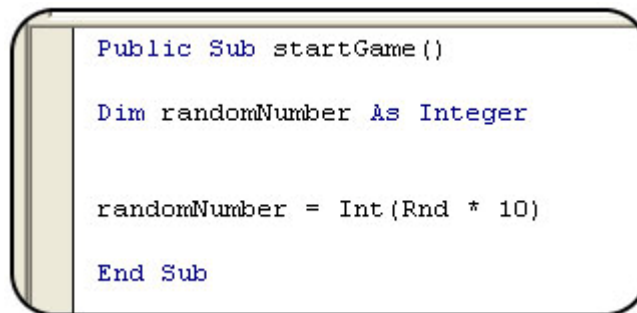 Public Sub startGame()
Dim randomNumber As Integer
randomNumber = Int(Rnd * 10)
End Sub